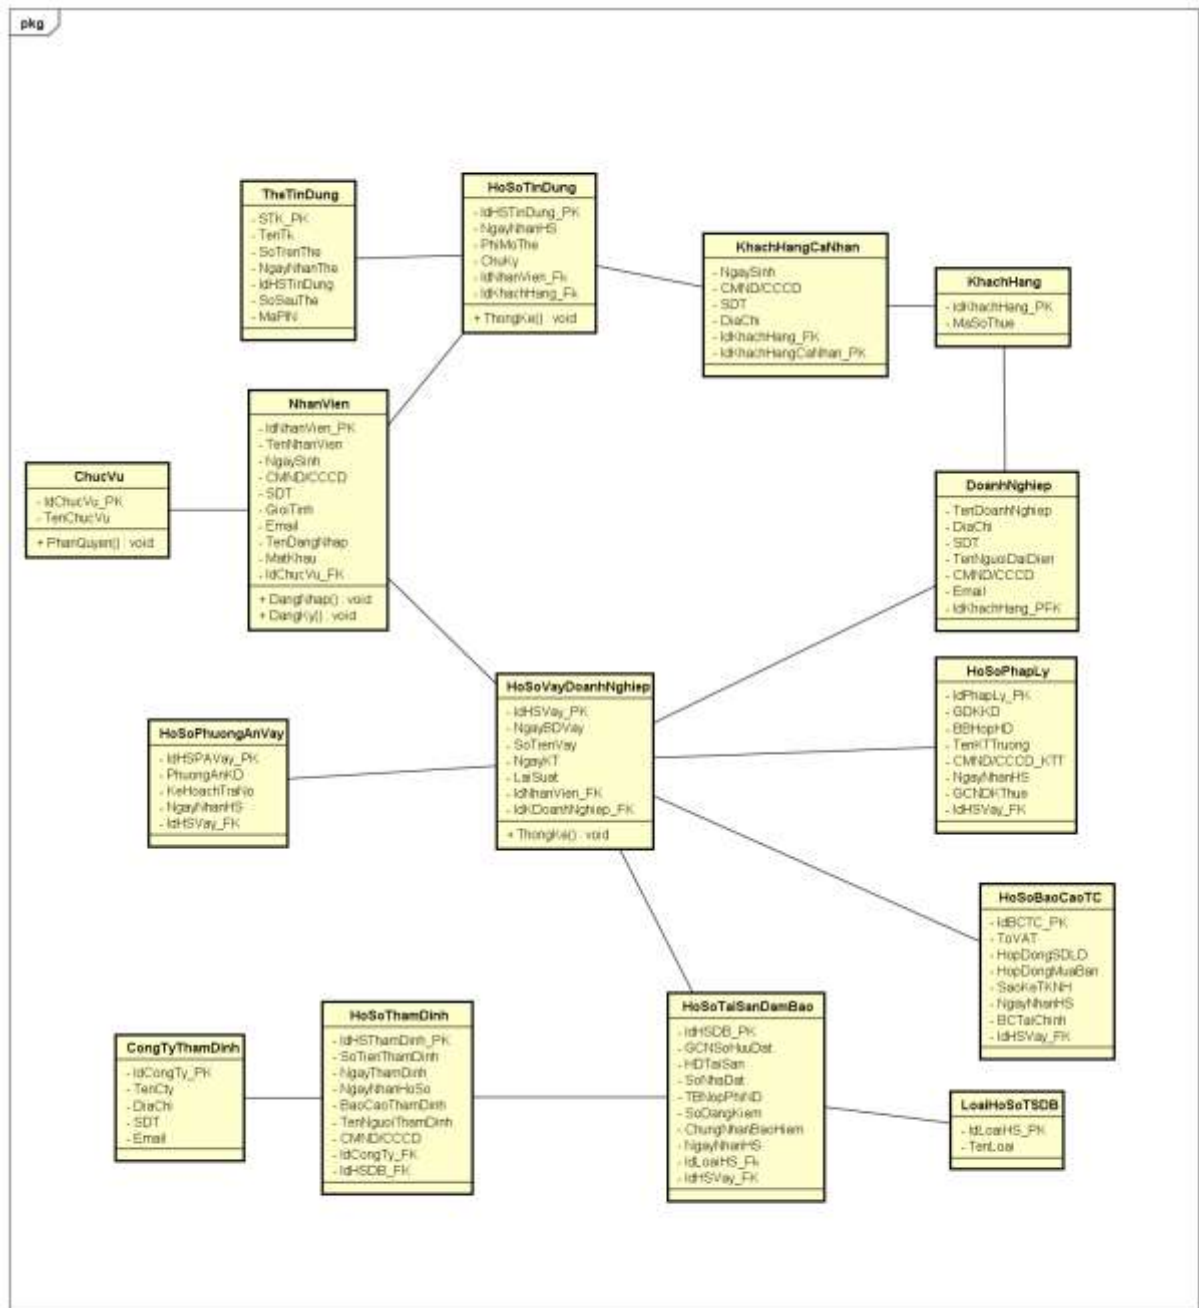 pkg
TheTinDung
- STK_PK
- TenTk
- SoTrenThe
- NgayNhanThe
- IdHSTinDung
- SoSauThe
- MaPIN
HoSoTinDung
- IdHSTinDung_PK
- NgayNhanHS
- PhiMoThe
- ChuKy
- IdNhanVien_Fk
- IdKhachHang_Fk
+ ThongKe() : void
KhachHangCaNhan
- NgaySinh
- CMND/CCCD
- SDT
- DiaChi
- IdKhachHang_FK
- IdKhachHangCaNhan_PK
KhachHang
- IdKhachHang_PK
- MaSoThue
NhanVien
- IdNhanVien_PK
- TenNhanVien
- NgaySinh
- CMND/CCCD
- SDT
- GioiTinh
- Email
- TenDangNhap
- MatKhau
- IdChucVu_FK
+ DangNhap() : void
+ DangKy() : void
ChucVu
- IdChucVu_PK
- TenChucVu
+ PhanQuyen() : void
DoanhNghiep
- TenDoanhNghiep
- DiaChi
- SDT
- TenNguoiDaiDien
- CMND/CCCD
- Email
- IdKhachHang_PFK
HoSoVayDoanhNghiep
- IdHSVay_PK
- NgayBDVay
- SoTienVay
- NgayKT
- LaiSuat
- IdNhanVien_FK
- IdKDoanhNghiep_FK
+ ThongKe() : void
HoSoPhapLy
- IdPhapLy_PK
- GDKKD
- BBHopHD
- TenKTTruong
- CMND/CCCD_KTT
- NgayNhanHS
- GCNDKThue
- IdHSVay_FK
HoSoPhuongAnVay
- IdHSPAVay_PK
- PhuongAnKD
- KeHoachTraNo
- NgayNhanHS
- IdHSVay_FK
HoSoBaoCaoTC
- IdBCTC_PK
- ToVAT
- HopDongSDLD
- HopDongMuaBan
- SaoKeTKNH
- NgayNhanHS
- BCTaiChinh
- IdHSVay_FK
HoSoTaiSanDamBao
- IdHSDB_PK
- GCNSoHuuDat
- HDTaiSan
- SoNhaDat
- TBNopPhiND
- SoDangKiem
- ChungNhanBaoHiem
- NgayNhanHS
- IdLoaiHS_Fk
- IdHSVay_FK
HoSoThamDinh
- IdHSThamDinh_PK
- SoTienThamDinh
- NgayThamDinh
- NgayNhanHoSo
- BaoCaoThamDinh
- TenNguoiThamDinh
- CMND/CCCD
- IdCongTy_FK
- IdHSDB_FK
CongTyThamDinh
- IdCongTy_PK
- TenCty
- DiaChi
- SDT
- Email
LoaiHoSoTSDB
- IdLoaiHS_PK
- TenLoai